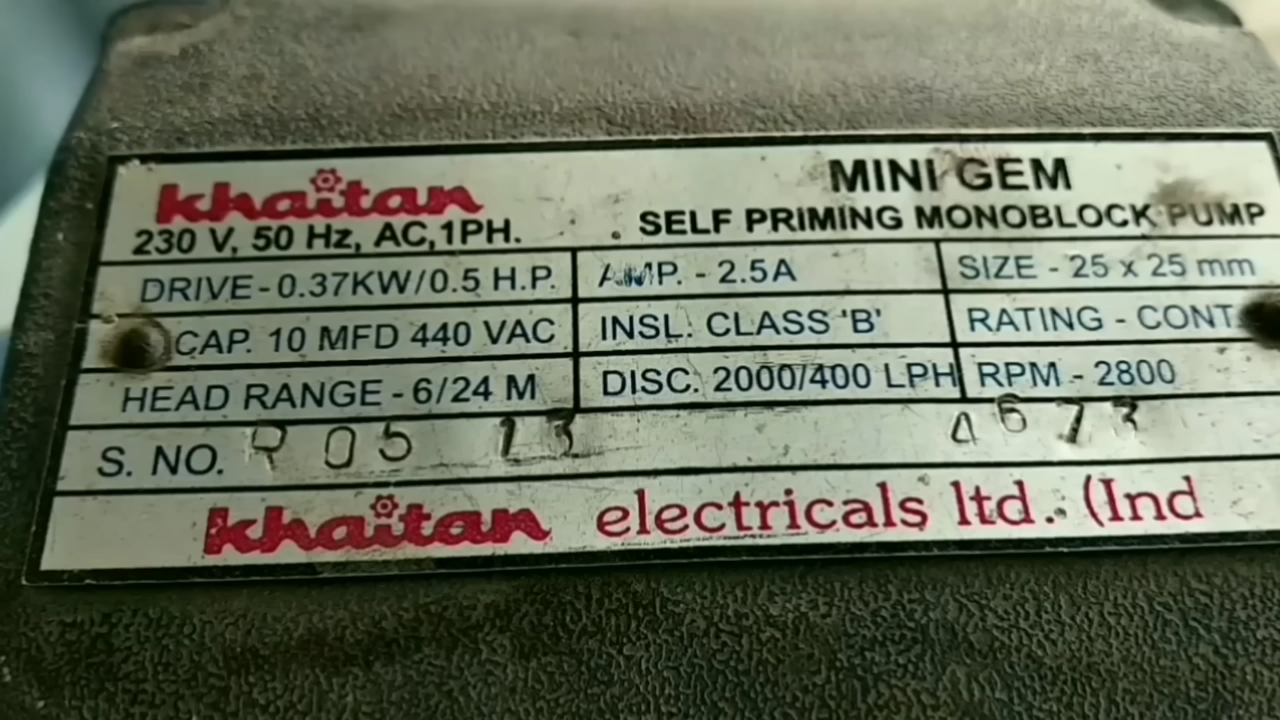 khaitan
MINI GEM
230 V, 50 Hz, AC,1PH.
SELF PRIMING MONOBLOCK PUMP
DRIVE-0.37KW/0.5 H.P. AMP. - 2.5A SIZE - 25 x 25 mm
CAP. 10 MFD 440 VAC INSL. CLASS 'B' RATING - CONT
HEAD RANGE - 6/24 M DISC. 2000/400 LPH RPM - 2800
S. NO. R05 13 4673
khaitan electricals ltd. (Ind